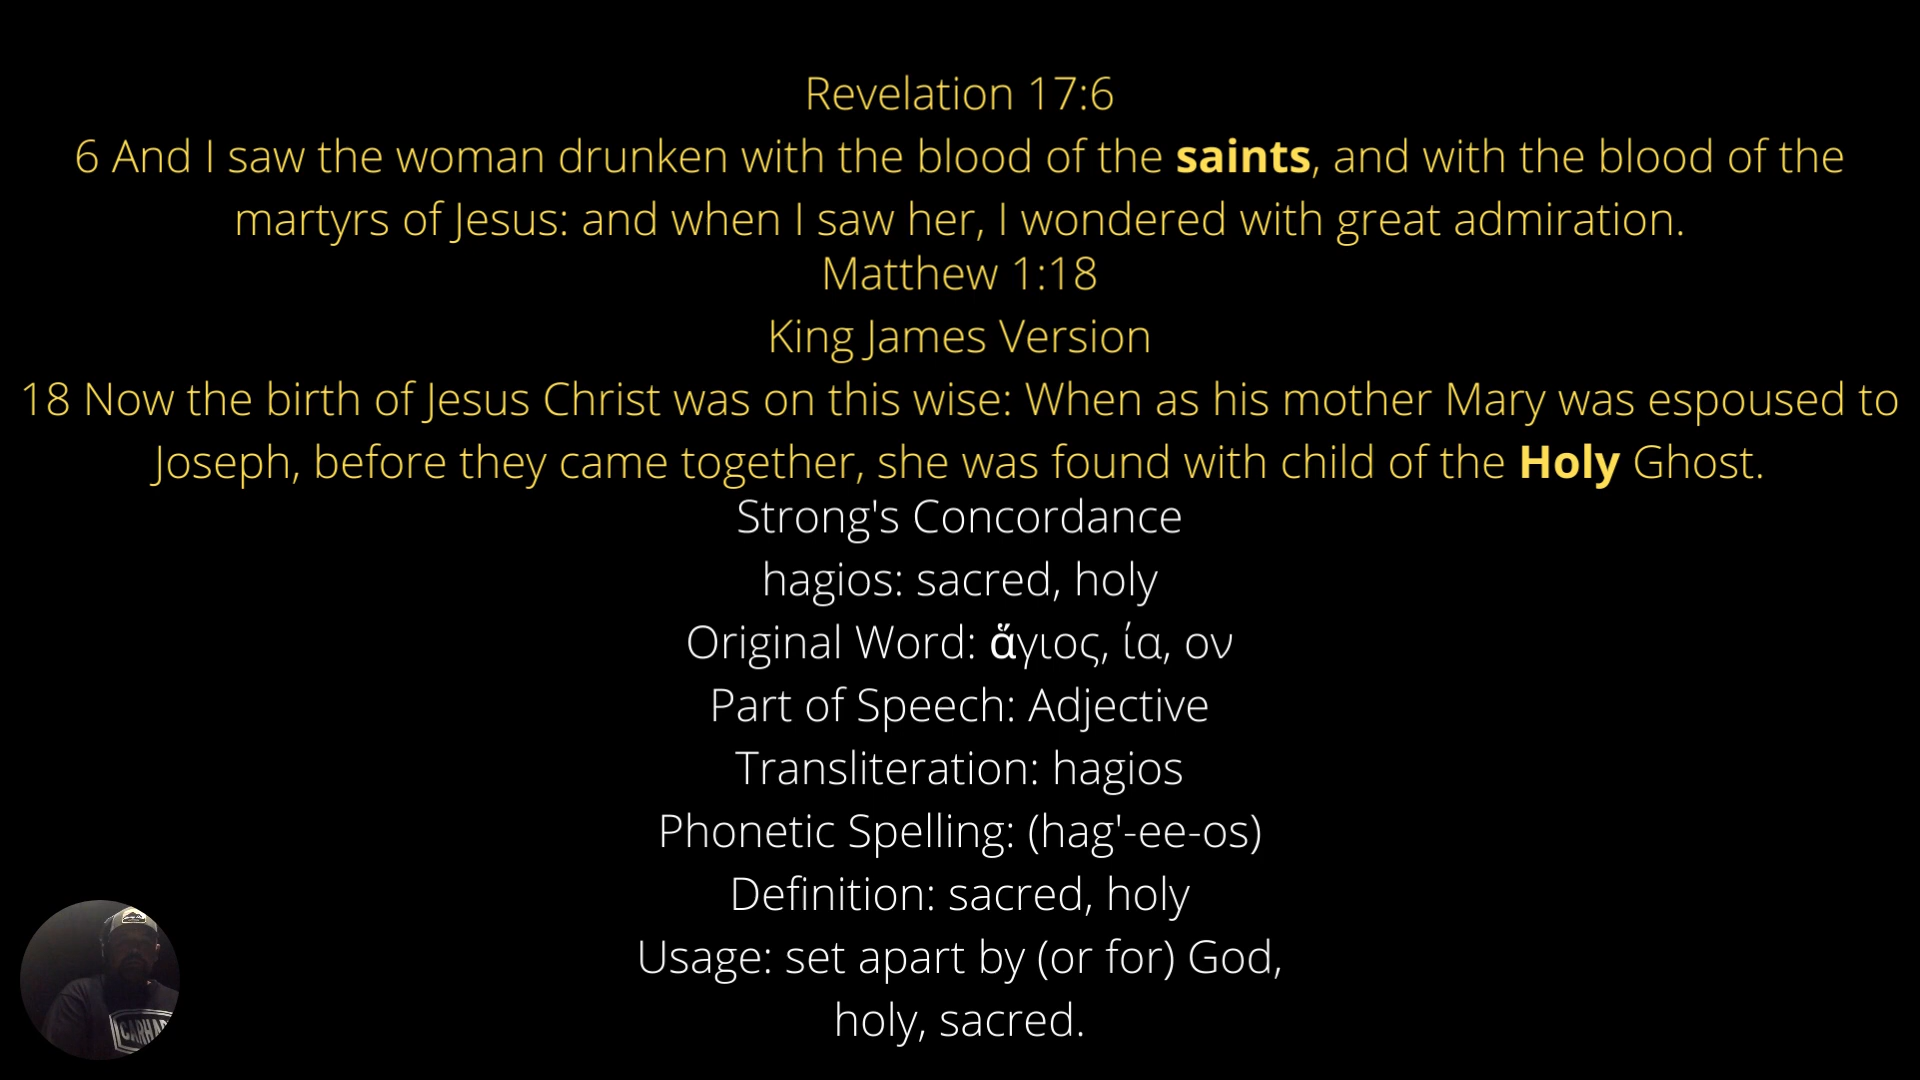 Revelation 17:6
6 And I saw the woman drunken with the blood of the saints, and with the blood of the
martyrs of Jesus: and when I saw her, I wondered with great admiration.
Matthew 1:18
King James Version
18 Now the birth of Jesus Christ was on this wise: When as his mother Mary was espoused to
Joseph, before they came together, she was found with child of the Holy Ghost.
Strong's Concordance
hagios: sacred, holy
Original Word: ἅγιος, ία, ον
Part of Speech: Adjective
Transliteration: hagios
Phonetic Spelling: (hag'-ee-os)
Definition: sacred, holy
Usage: set apart by (or for) God,
holy, sacred.